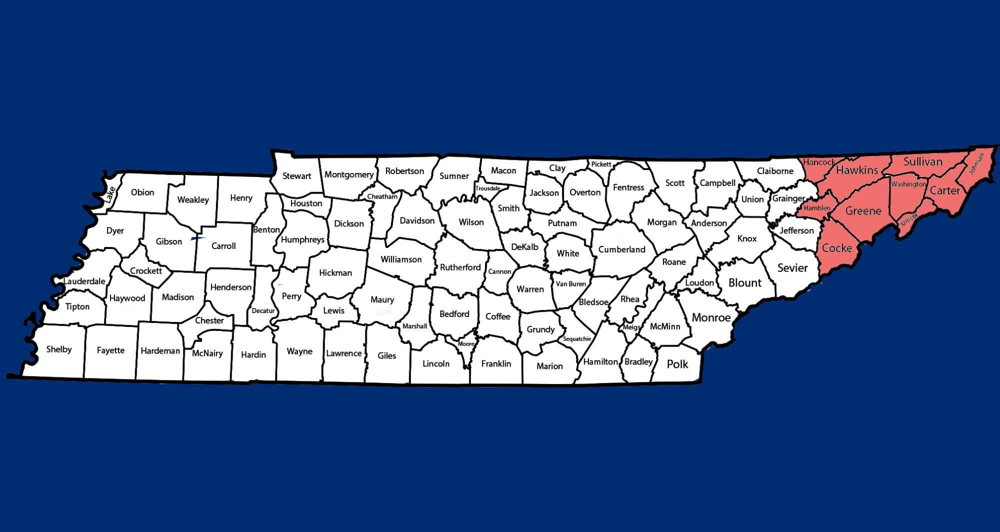 Stewart
Montgomery
Robertson
Sumner
Macon
Clay
Pickett
Scott
Campbell
Claiborne
Hancock
Hawkins
Sullivan
Johnson
Lake
Obion
Weakley
Henry
Houston
Cheatham
Trousdale
Smith
Jackson
Overton
Fentress
Union
Grainger
Hamblen
Greene
Washington
Carter
Unicoi
Dyer
Gibson
Carroll
Benton
Humphreys
Dickson
Davidson
Wilson
DeKalb
Putnam
White
Cumberland
Morgan
Anderson
Knox
Jefferson
Cocke
Sevier
Lauderdale
Crockett
Haywood
Madison
Henderson
Decatur
Perry
Hickman
Williamson
Rutherford
Cannon
Warren
Van Buren
Bledsoe
Rhea
Roane
Loudon
Blount
Tipton
Chester
Lewis
Maury
Marshall
Bedford
Coffee
Grundy
Sequatchie
Meigs
McMinn
Monroe
Shelby
Fayette
Hardeman
McNairy
Hardin
Wayne
Lawrence
Giles
Lincoln
Moore
Franklin
Marion
Hamilton
Bradley
Polk